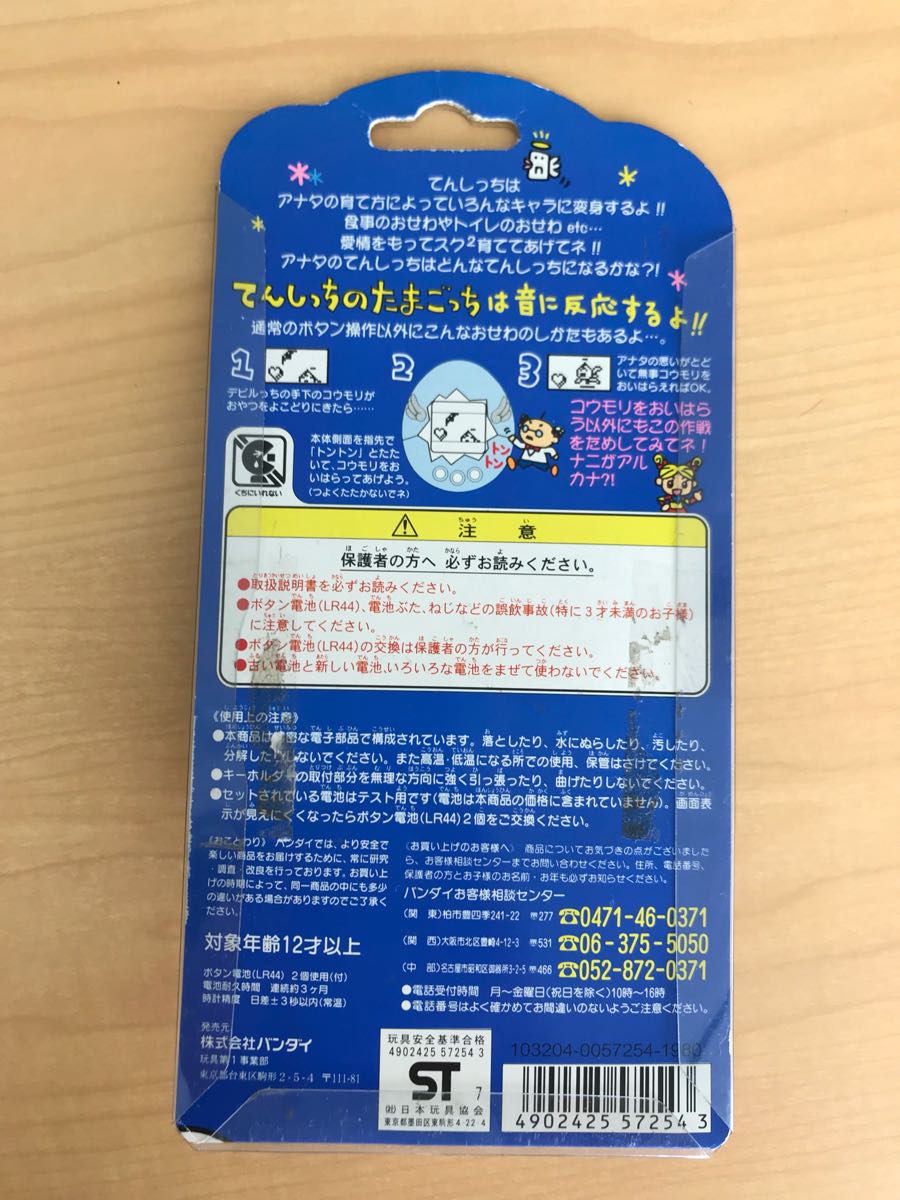 てんしっちは
アナタの育て方によっていろんなキャラに変身するよ!!
食事のおせわやトイレのおせわ etc…
愛情をもってスク²育ててあげてネ!!
アナタのてんしっちはどんなてんしっちになるかな?!
てんしっちのたまごっちは音に反応するよ!!
通常のボタン操作以外にこんなおせわのしかたもあるよ…。
1
デビルっちの手下のコウモリが
おやつをよこどりにきたら……
2
本体側面を指先で
「トントン」とたた
いて、コウモリをお
いはらってあげよう。
(つよくたたかないでネ)
トン
トン
3
アナタの思いがとど
いて無事コウモリを
おいはらえればOK。
コウモリをおいはら
う以外にもこの作戦
をためしてみてネ!
ナニがアル
カナ?!
くちにいれない
⚠ 注意
保護者の方へ 必ずお読みください。
●取扱説明書を必ずお読みください。
●ボタン電池(LR44)、電池ぶた、ねじなどの誤飲事故(特に3才未満のお子様)
に注意してください。
●ボタン電池(LR44)の交換は保護者の方が行ってください。
●古い電池と新しい電池、いろいろな電池をまぜて使わないでください。
《使用上の注意》
●本商品は 密な電子部品で構成されています。落としたり、水にぬらしたり、汚したり、
分解したりしないでください。また高温・低温になる所での使用、保管はさけてください。
●キーホルダーの取付部分を無理な方向に強く引っ張ったり、曲げたりしないでください。
●セットされている電池はテスト用です(電池は本商品の価格に含まれていません)。画面表
示が見えにくくなったらボタン電池(LR44)2個をご交換ください。
《おことわり》 バンダイでは、より安全で
楽しい商品をお届けするために、常に研究
・調査・改良を行っております。お買い上
げの時期によって、同一商品の中にも多少
の違いがある場合がありますのでご了承く
ださい。
対象年齢12才以上
ボタン電池(LR44) 2個使用(付)
電池耐久時間 連続約3ヶ月
時計精度 日差±3秒以内(常温)
発売元
株式会社バンダイ
玩具第1事業部
東京都台東区駒形2-5-4 〒111-81
《お買い上げのお客様へ》 商品についてお気づきの点がございました
ら、お客様相談センターまでお問い合わせください。住所、電話番号、
保護者の方とお子様のお名前・お年も必ずお知らせください。
バンダイお客様相談センター
(関 東)柏市豊四季241-22 〒277 ☎0471-46-0371
(関 西)大阪市北区豊崎4-12-3 〒531 ☎06-375-5050
(中 部)名古屋市昭和区御器所3-2-5 〒466 ☎052-872-0371
●電話受付時間 月〜金曜日(祝日を除く)10時〜16時
●電話番号はよく確かめてお間違いのないようご注意ください。
玩具安全基準合格
4902425 57254 3
ST 7
(社)日本玩具協会
東京都墨田区東駒形4-22-4
103204-0057254-1980
4902425 572543